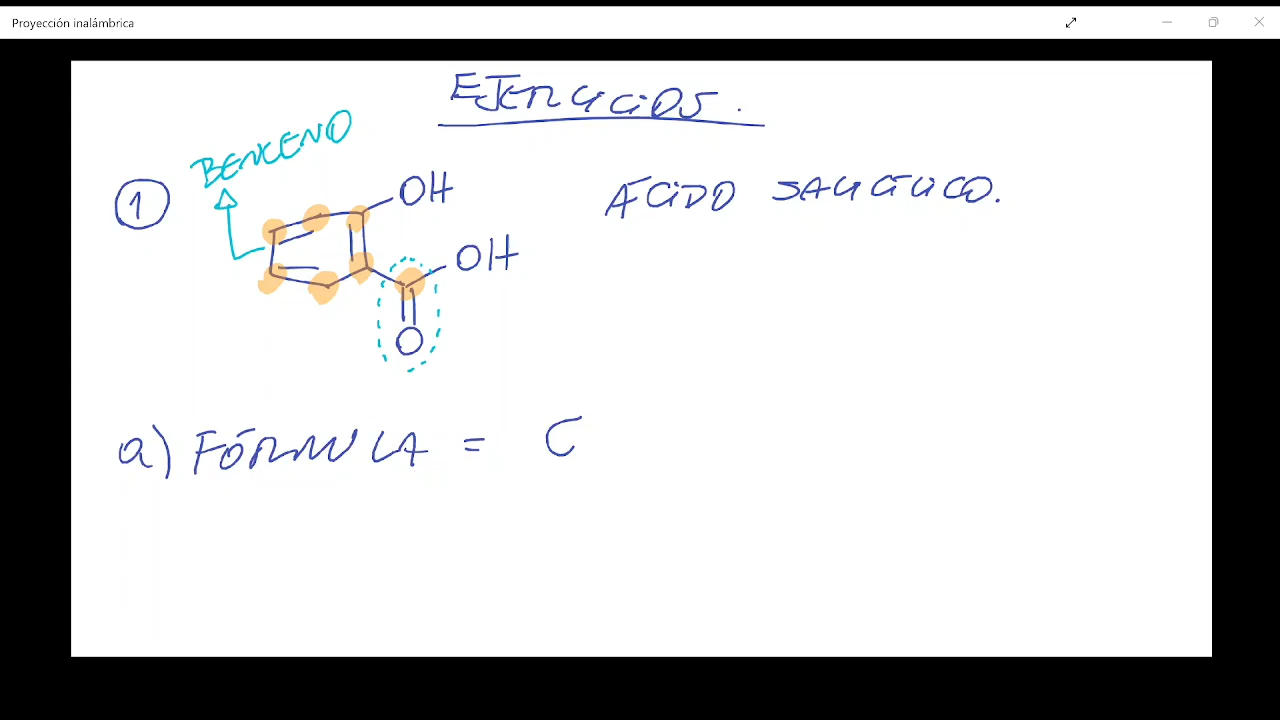 Proyección inalámbrica
EJERCICIOS.
BENCENO
1
OH
ÁCIDO SALICÍLICO.
OH
O
a) FÓRMULA = C